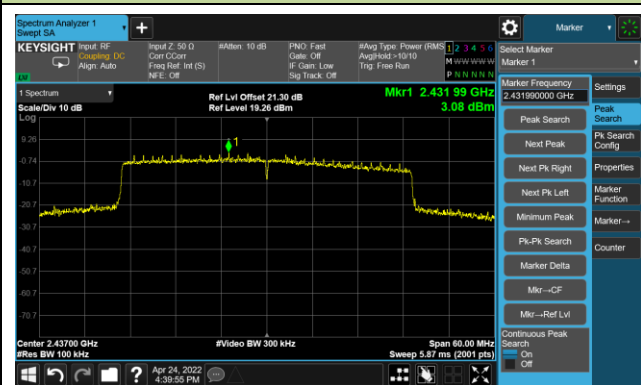 Spectrum Analyzer 1
Swept SA
Marker
KEYSIGHT
Input: RF
Coupling: DC
Align: Auto
Input Z: 50 Ω
Corr CCorr
Freq Ref: Int (S)
NFE: Off
#Atten: 10 dB
PNO: Fast
Gate: Off
IF Gain: Low
Sig Track: Off
#Avg Type: Power (RMS
Avg|Hold:>10/10
Trig: Free Run
1 2 3 4 5 6
M W W W W W
P N N N N N
LV
Select Marker
Marker 1
1 Spectrum
Scale/Div 10 dB
Log
Ref Lvl Offset 21.30 dB
Ref Level 19.26 dBm
Mkr1 2.431 99 GHz
3.08 dBm
1
9.26
-0.74
-10.7
-20.7
-30.7
-40.7
-50.7
-60.7
-70.7
Center 2.43700 GHz
#Res BW 100 kHz
#Video BW 300 kHz
Span 60.00 MHz
Sweep 5.87 ms (2001 pts)
Marker Frequency
2.431990000 GHz
Peak Search
Next Peak
Next Pk Right
Next Pk Left
Minimum Peak
Pk-Pk Search
Marker Delta
Mkr→CF
Mkr→Ref Lvl
Continuous Peak
Search
On
Off
Settings
Peak
Search
Pk Search
Config
Properties
Marker
Function
Marker→
Counter
Apr 24, 2022
4:39:55 PM